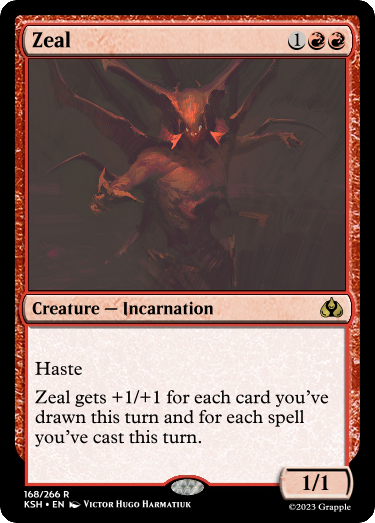 Zeal 1
Creature — Incarnation
Haste
Zeal gets +1/+1 for each card you've
drawn this turn and for each spell
you've cast this turn.
1/1
168/266 R
KSH • EN VICTOR HUGO HARMATIUK
©2023 Grapple